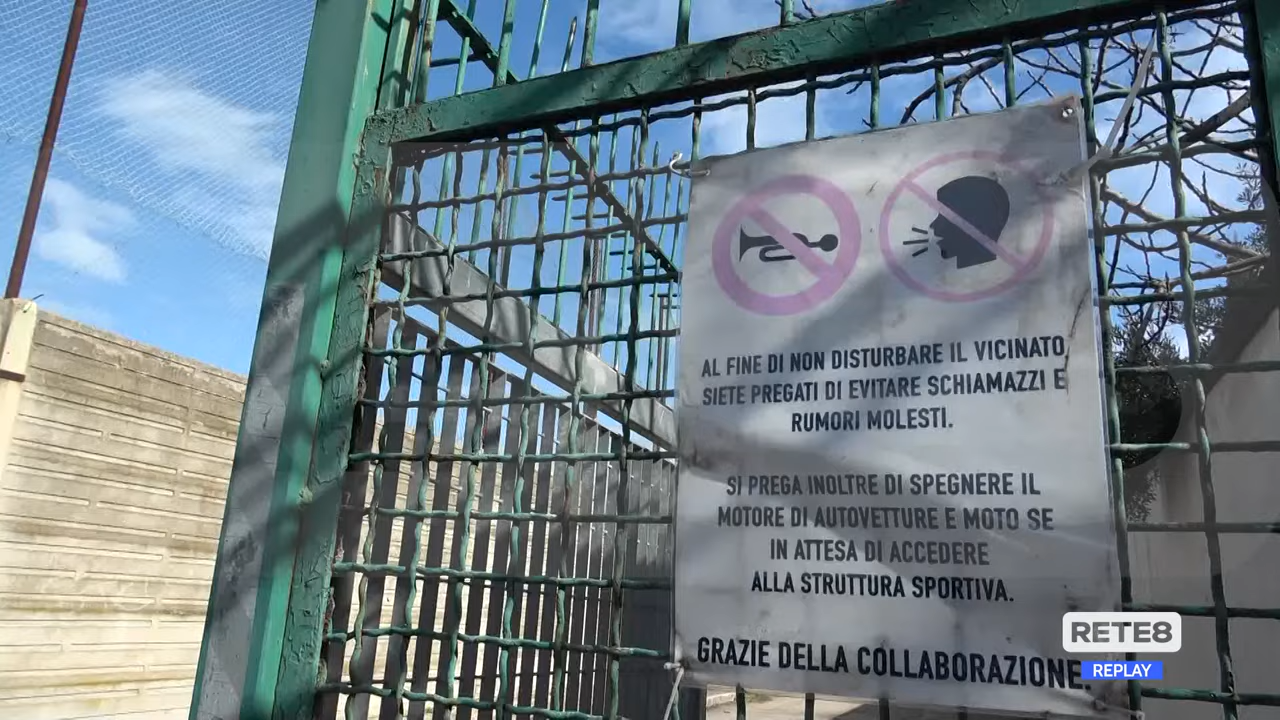 AL FINE DI NON DISTURBARE IL VICINATO
SIETE PREGATI DI EVITARE SCHIAMAZZI E
RUMORI MOLESTI.
SI PREGA INOLTRE DI SPEGNERE IL
MOTORE DI AUTOVETTURE E MOTO SE
IN ATTESA DI ACCEDERE
ALLA STRUTTURA SPORTIVA.
GRAZIE DELLA COLLABORAZIONE.
RETE8
REPLAY